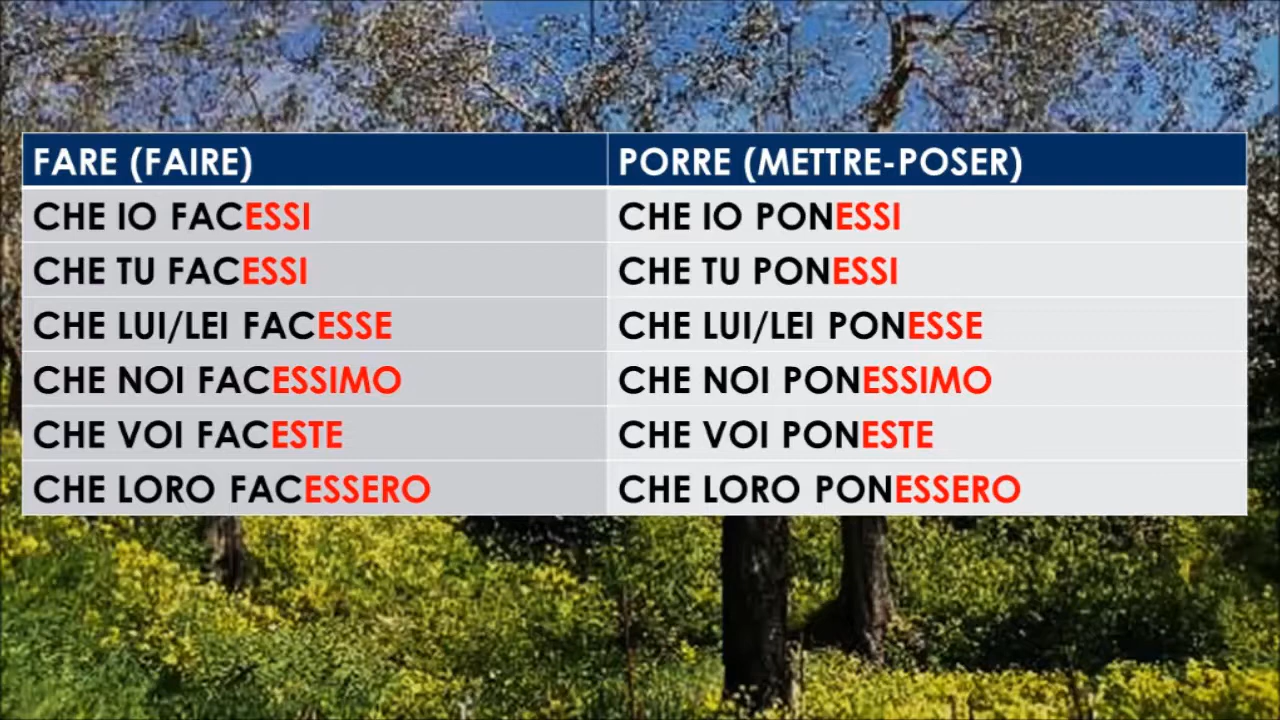 FARE (FAIRE)
PORRE (METTRE-POSER)
CHE IO FACESSI
CHE IO PONESSI
CHE TU FACESSI
CHE TU PONESSI
CHE LUI/LEI FACESSE
CHE LUI/LEI PONESSE
CHE NOI FACESSIMO
CHE NOI PONESSIMO
CHE VOI FACESTE
CHE VOI PONESTE
CHE LORO FACESSERO
CHE LORO PONESSERO